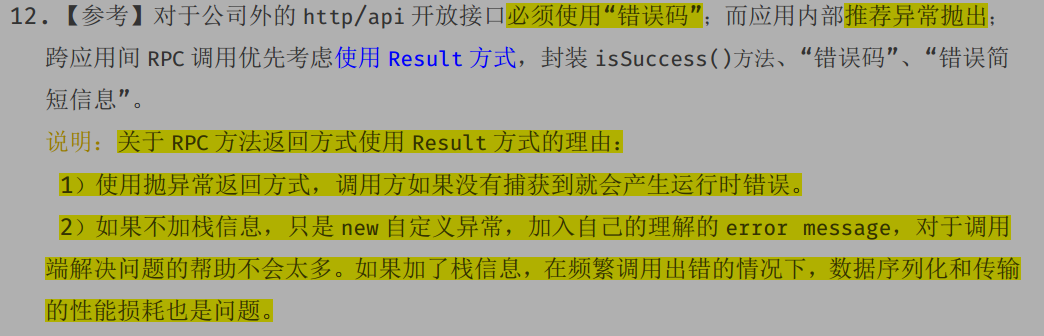 12.【参考】对于公司外的 http/api 开放接口必须使用“错误码”；而应用内部推荐异常抛出；
跨应用间 RPC 调用优先考虑使用 Result 方式，封装 isSuccess()方法、“错误码”、“错误简
短信息”。
说明：关于 RPC 方法返回方式使用 Result 方式的理由：
1）使用抛异常返回方式，调用方如果没有捕获到就会产生运行时错误。
2）如果不加栈信息，只是 new 自定义异常，加入自己的理解的 error message，对于调用
端解决问题的帮助不会太多。如果加了栈信息，在频繁调用出错的情况下，数据序列化和传输
的性能损耗也是问题。